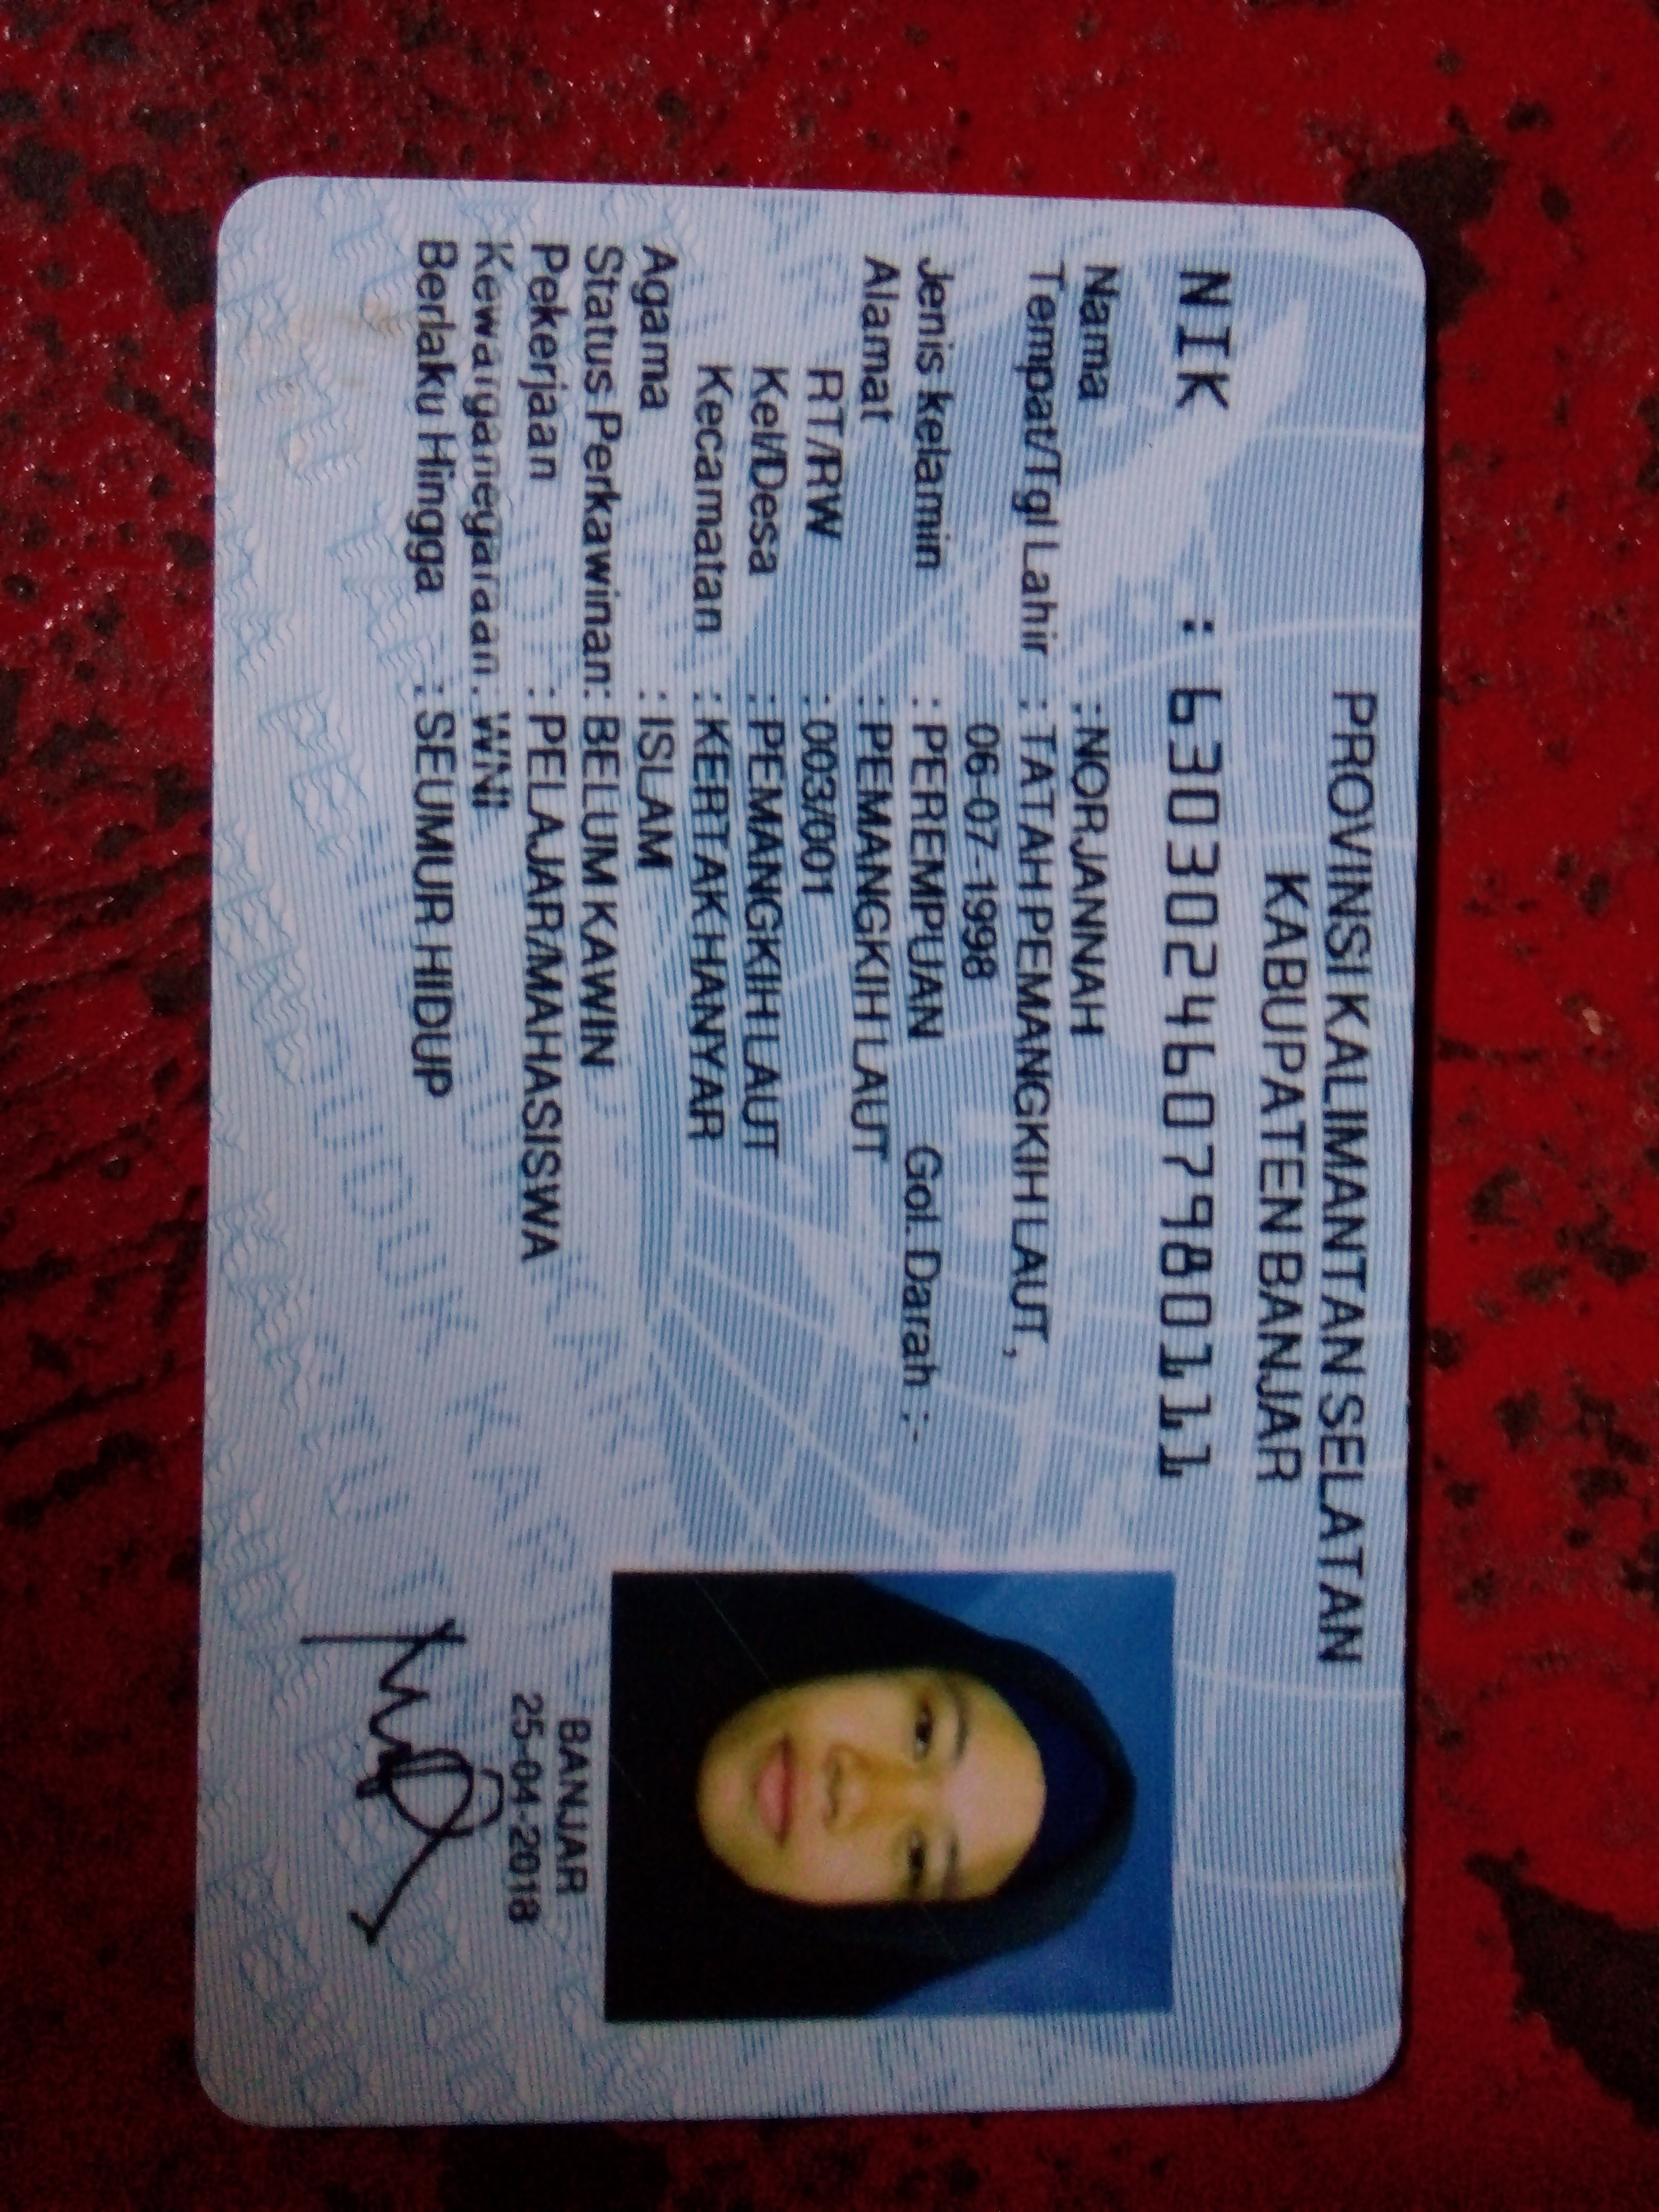 PROVINSI KALIMANTAN SELATAN
KABUPATEN BANJAR
NIK : 6303024607980111
Nama : NORJANNAH
Tempat/Tgl Lahir : TATAH PEMANGKIH LAUT,
06-07-1998
Jenis kelamin : PEREMPUAN Gol. Darah :-
Alamat : PEMANGKIH LAUT
RT/RW : 003/001
Kel/Desa : PEMANGKIH LAUT
Kecamatan : KERTAK HANYAR
Agama : ISLAM
Status Perkawinan: BELUM KAWIN
Pekerjaan : PELAJAR/MAHASISWA
Kewarganegaraan: WNI
Berlaku Hingga : SEUMUR HIDUP
BANJAR
25-04-2018